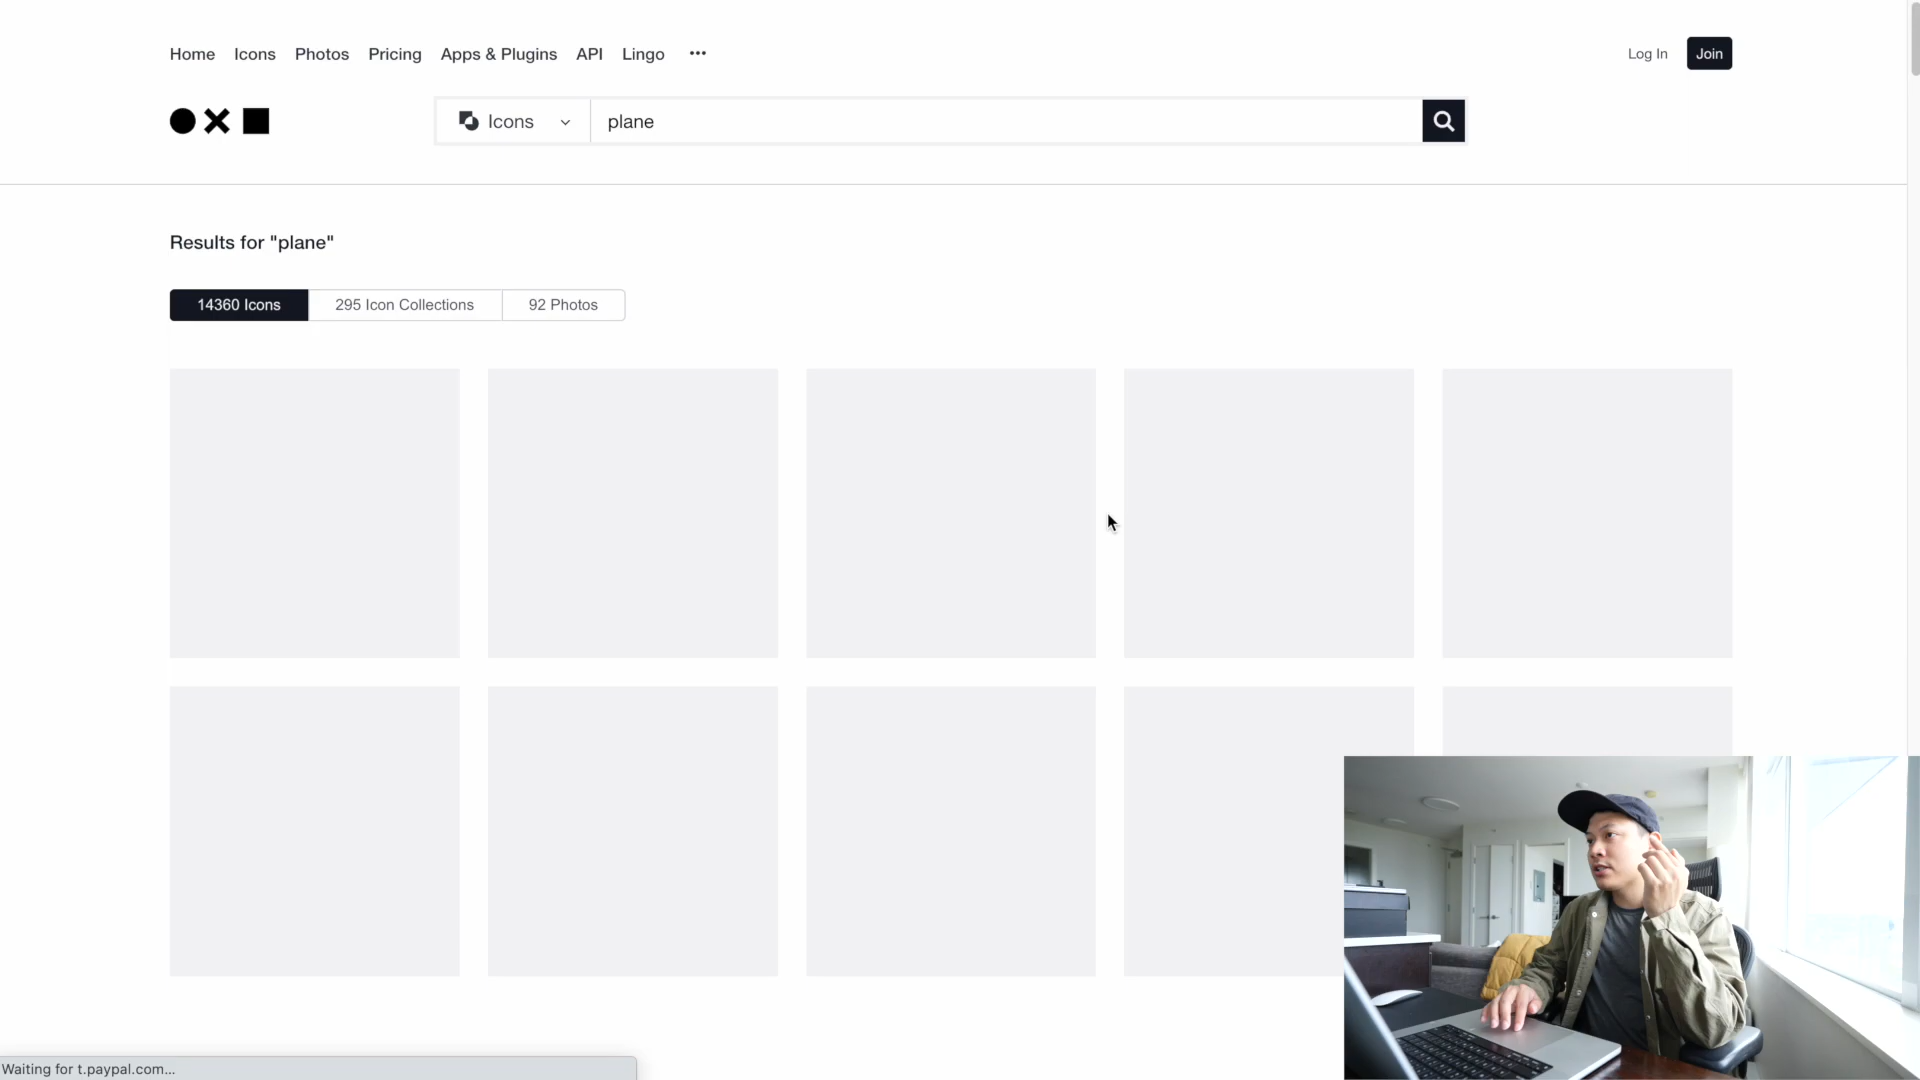 Home Icons Photos Pricing Apps & Plugins API Lingo ••• Log In Join
Icons plane
Results for "plane"
14360 Icons 295 Icon Collections 92 Photos
Waiting for t.paypal.com...